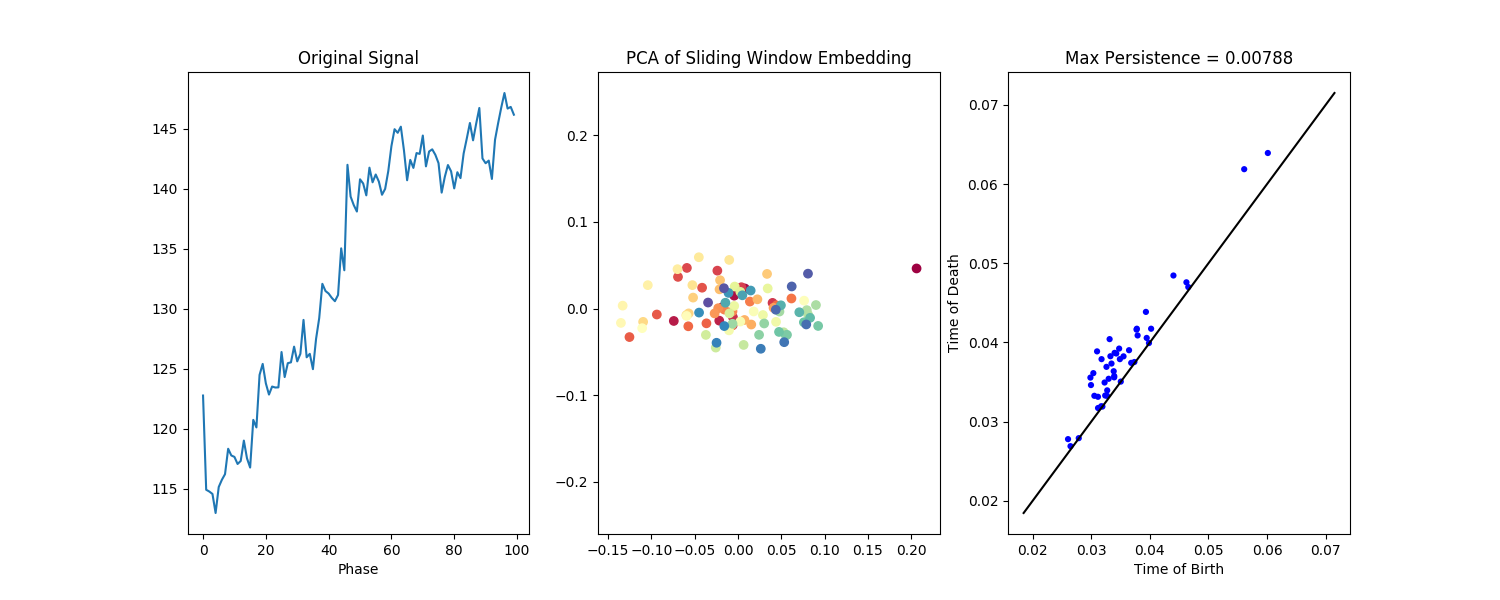 Original Signal
145
140
135
130
125
120
115
0 20 40 60 80 100
Phase
PCA of Sliding Window Embedding
0.2
0.1
0.0
−0.1
−0.2
−0.15 −0.10 −0.05 0.00 0.05 0.10 0.15 0.20
Max Persistence = 0.00788
Time of Death
0.07
0.06
0.05
0.04
0.03
0.02
0.02 0.03 0.04 0.05 0.06 0.07
Time of Birth